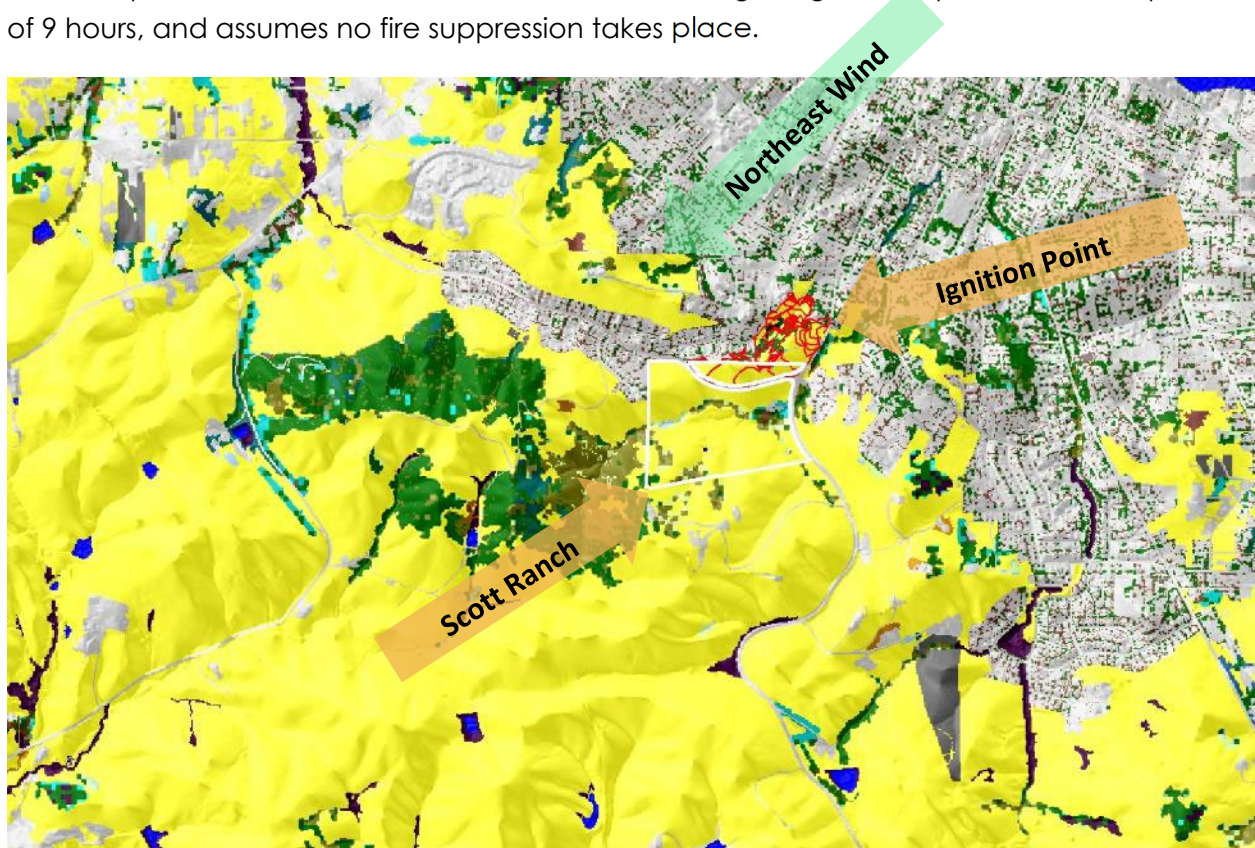 of 9 hours, and assumes no fire suppression takes place.
Northeast Wind
Ignition Point
Scott Ranch